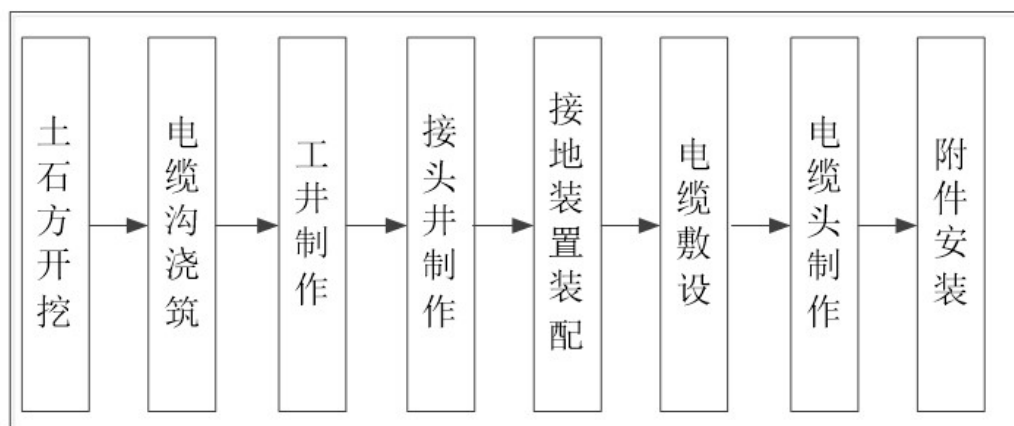 土石方开挖
电缆沟浇筑
工井制作
接头井制作
接地装置装配
电缆敷设
电缆头制作
附件安装